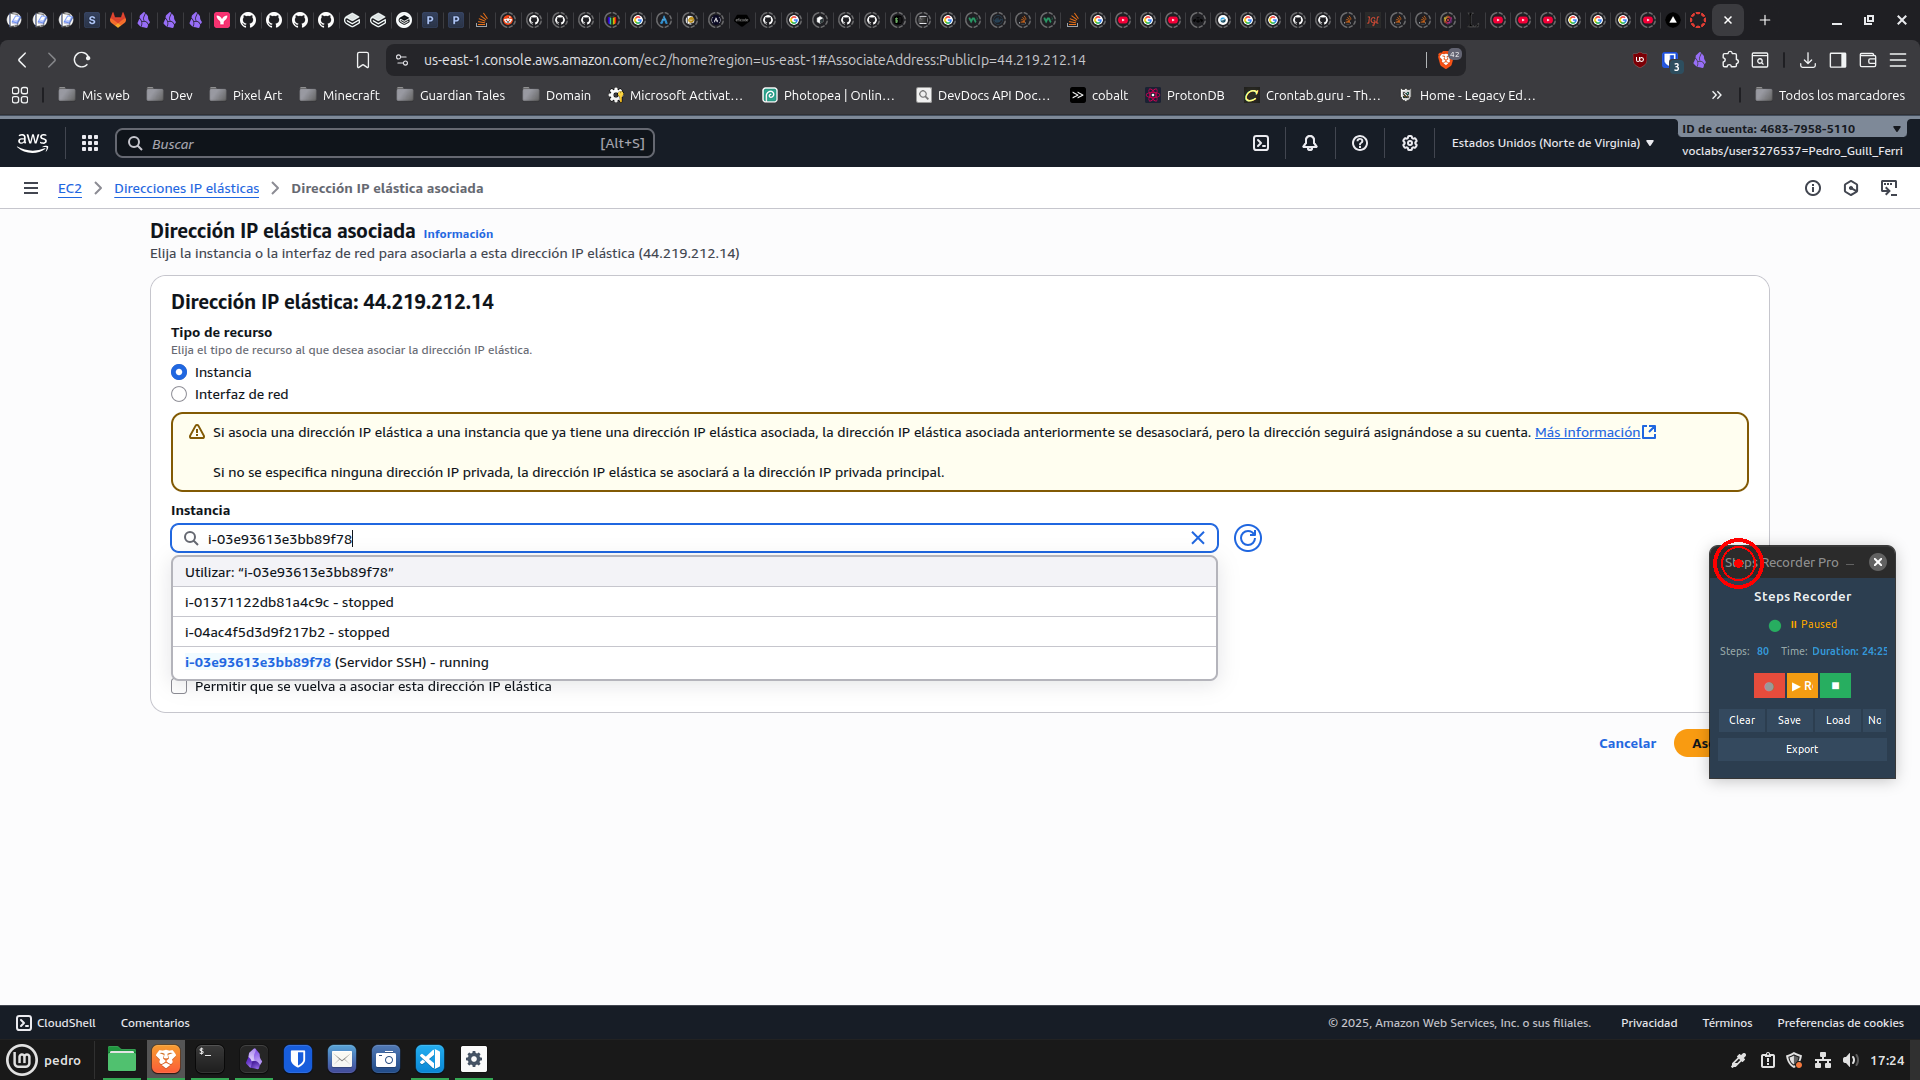 us-east-1.console.aws.amazon.com/ec2/home?region=us-east-1#AssociateAddress:PublicIp=44.219.212.14
42
3
Mis web
Dev
Pixel Art
Minecraft
Guardian Tales
Domain
Microsoft Activat...
Photopea | Onlin...
DevDocs API Doc...
cobalt
ProtonDB
Crontab.guru - Th...
Home - Legacy Ed...
Todos los marcadores
aws
Buscar
[Alt+S]
Estados Unidos (Norte de Virginia)
ID de cuenta: 4683-7958-5110
voclabs/user3276537=Pedro_Guill_Ferri
EC2
Direcciones IP elásticas
Dirección IP elástica asociada
Dirección IP elástica asociada Información
Elija la instancia o la interfaz de red para asociarla a esta dirección IP elástica (44.219.212.14)
Dirección IP elástica: 44.219.212.14
Tipo de recurso
Elija el tipo de recurso al que desea asociar la dirección IP elástica.
Instancia
Interfaz de red
Si asocia una dirección IP elástica a una instancia que ya tiene una dirección IP elástica asociada, la dirección IP elástica asociada anteriormente se desasociará, pero la dirección seguirá asignándose a su cuenta. Más información
Si no se especifica ninguna dirección IP privada, la dirección IP elástica se asociará a la dirección IP privada principal.
Instancia
i-03e93613e3bb89f78
Utilizar: “i-03e93613e3bb89f78”
i-01371122db81a4c9c - stopped
i-04ac4f5d3d9f217b2 - stopped
i-03e93613e3bb89f78 (Servidor SSH) - running
Permitir que se vuelva a asociar esta dirección IP elástica
Cancelar
As
Steps Recorder Pro
Steps Recorder
Paused
Steps: 80 Time: Duration: 24:25
R
Clear
Save
Load
No
Export
CloudShell
Comentarios
© 2025, Amazon Web Services, Inc. o sus filiales.
Privacidad
Términos
Preferencias de cookies
pedro
17:24